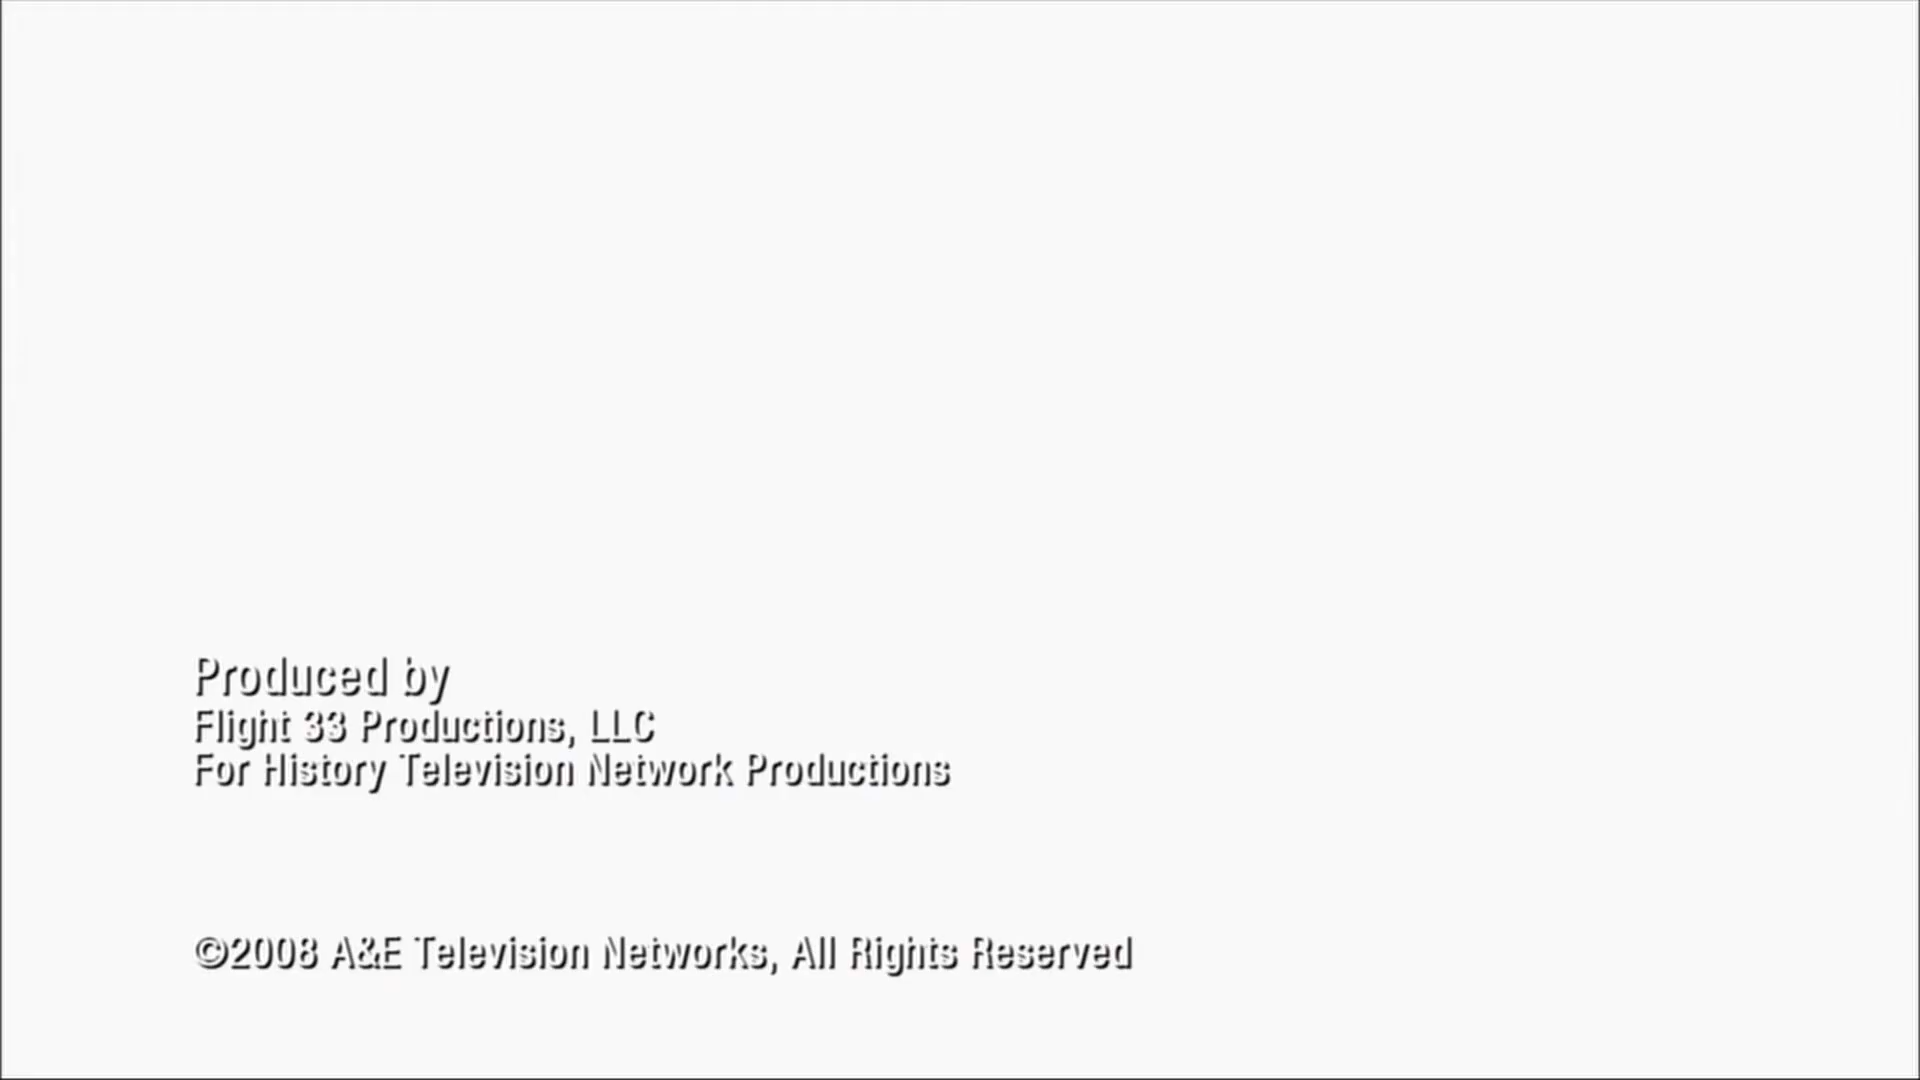 Produced by
Flight 33 Productions, LLC
For History Television Network Productions
©2008 A&E Television Networks, All Rights Reserved